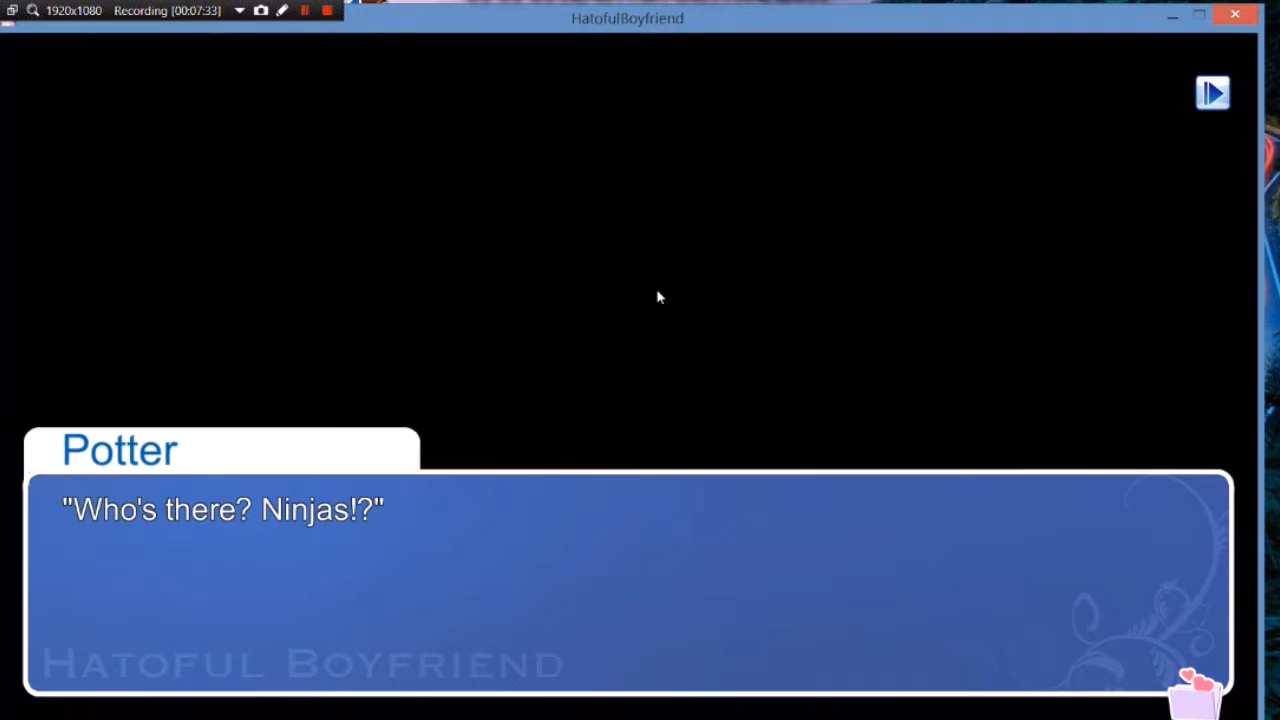 1920x1080 Recording [00:07:33]
HatofulBoyfriend
Potter
"Who's there? Ninjas!?"
HATOFUL BOYFRIEND